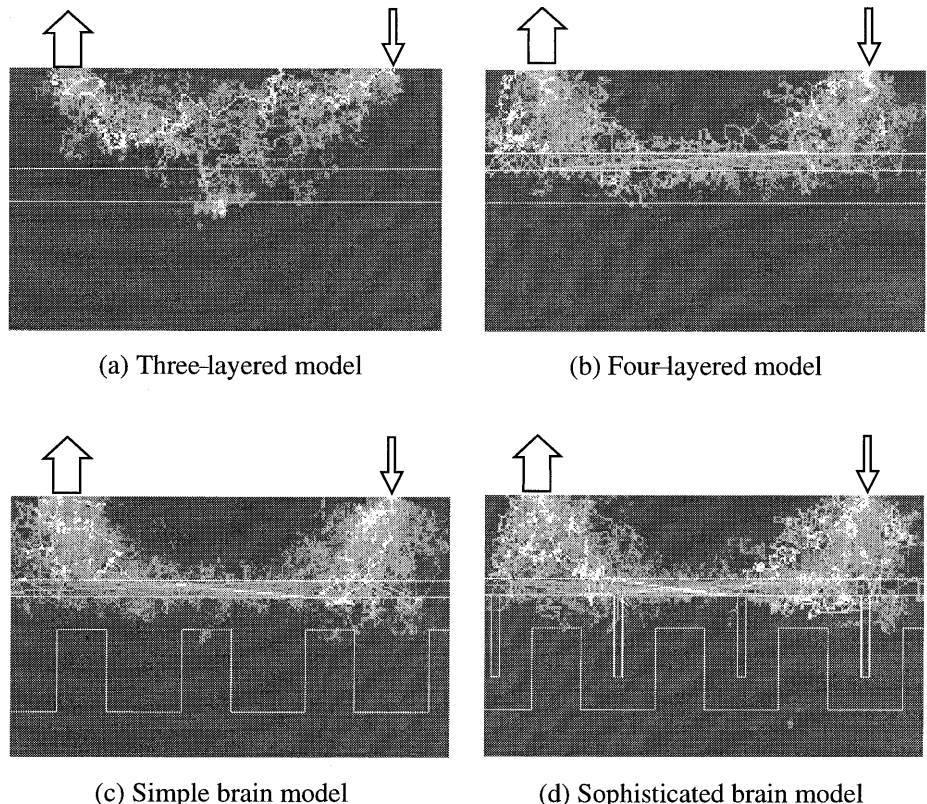 (a) Three-layered model
(b) Four-layered model
(c) Simple brain model
(d) Sophisticated brain model